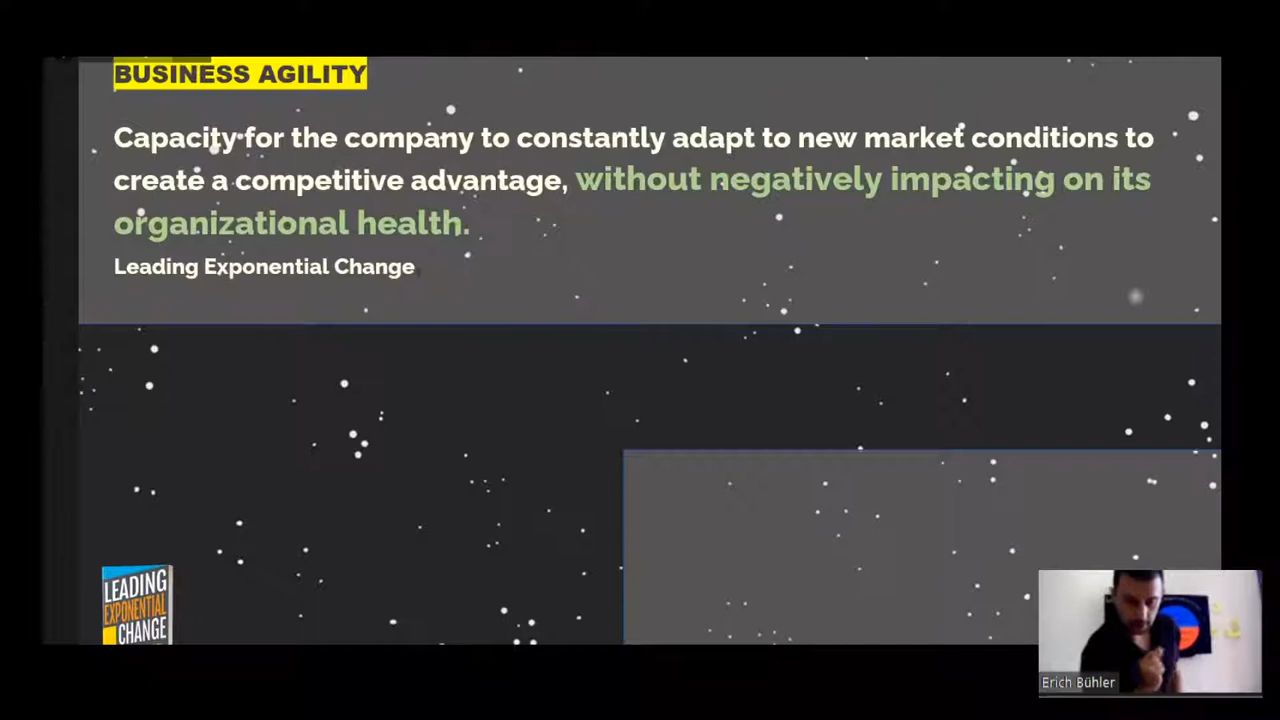 BUSINESS AGILITY
Capacity for the company to constantly adapt to new market conditions to
create a competitive advantage, without negatively impacting on its
organizational health.
Leading Exponential Change
LEADING
EXPONENTIAL
CHANGE
Erich Bühler